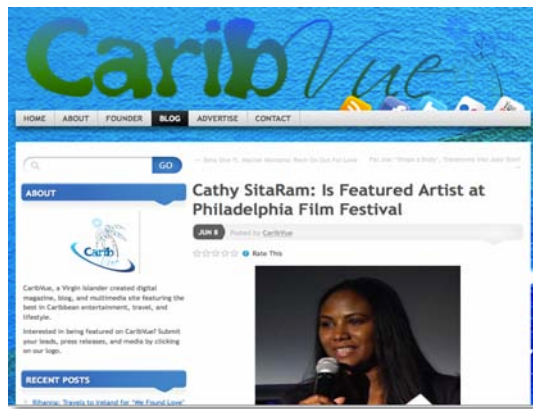 CaribVue
HOME ABOUT FOUNDER BLOG ADVERTISE CONTACT
GO
ABOUT
Carib
CaribVue, a Virgin Islander created digital
magazine, blog, and multimedia site featuring the
best in Caribbean entertainment, travel, and
lifestyle.
Interested in being featured on CaribVue? Submit
your leads, press releases, and media by clicking
on our logo.
RECENT POSTS
Rihanna: Travels to Ireland for "We Found Love"
Cathy SitaRam: Is Featured Artist at
Philadelphia Film Festival
JUN 8 Posted by CaribVue
Rate This